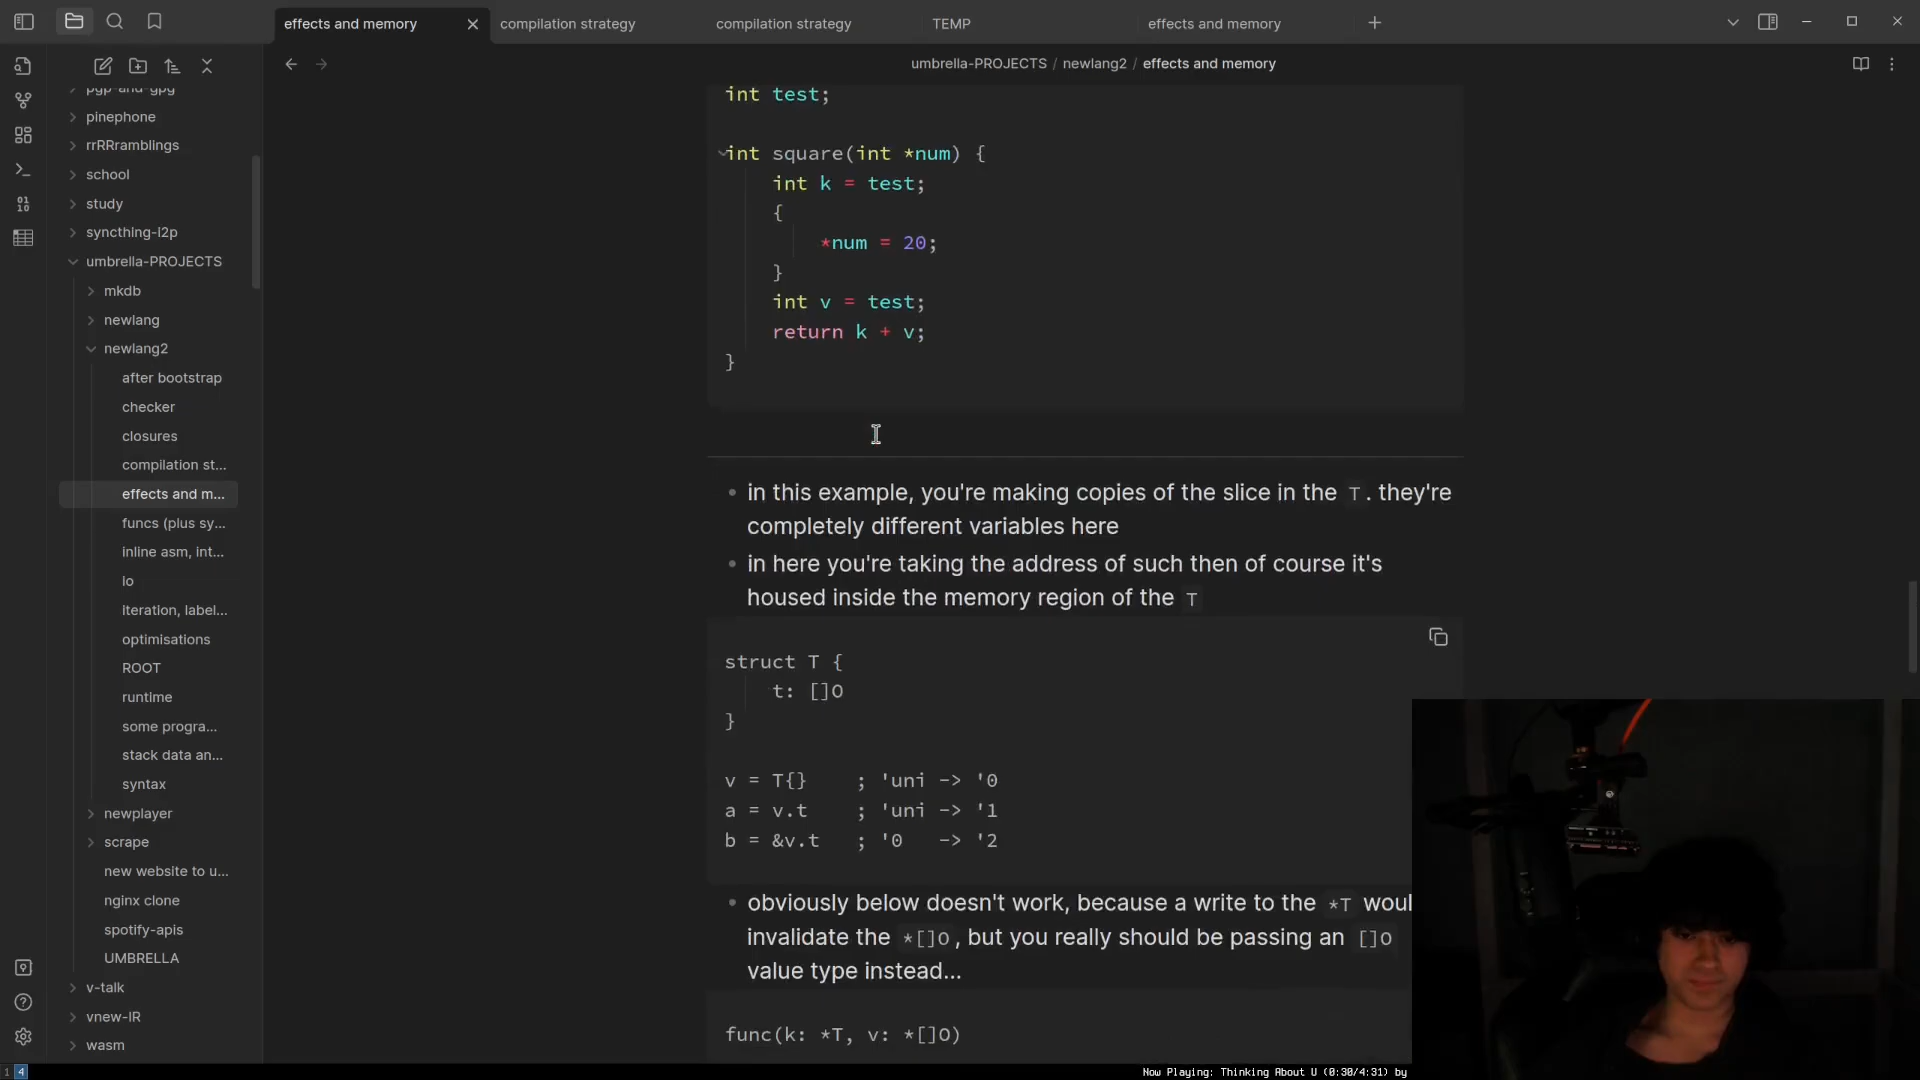 effects and memory
compilation strategy
compilation strategy
TEMP
effects and memory
umbrella-PROJECTS / newlang2 / effects and memory
pgp-and-gpg
pinephone
rrRRramblings
school
study
syncthing-i2p
umbrella-PROJECTS
mkdb
newlang
newlang2
after bootstrap
checker
closures
compilation st...
effects and m...
funcs (plus sy...
inline asm, int...
io
iteration, label...
optimisations
ROOT
runtime
some progra...
stack data an...
syntax
newplayer
scrape
new website to u...
nginx clone
spotify-apis
UMBRELLA
v-talk
vnew-IR
wasm
int test;
int square(int *num) {
int k = test;
{
*num = 20;
}
int v = test;
return k + v;
}
• in this example, you're making copies of the slice in the T. they're
completely different variables here
• in here you're taking the address of such then of course it's
housed inside the memory region of the T
struct T {
t: []O
}
v = T{} ; 'uni -> '0
a = v.t ; 'uni -> '1
b = &v.t ; '0 -> '2
• obviously below doesn't work, because a write to the *T woul
invalidate the *[]O, but you really should be passing an []O
value type instead...
func(k: *T, v: *[]O)
1 4
Now Playing: Thinking About U (0:30/4:31) by